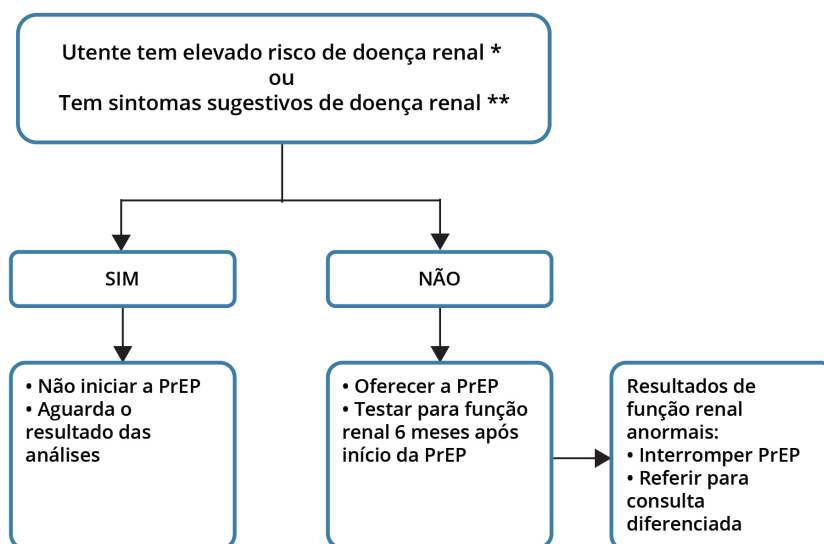 Utente tem elevado risco de doença renal *
ou
Tem sintomas sugestivos de doença renal **
SIM
NÃO
• Não iniciar a PrEP
• Aguarda o
resultado das
análises
• Oferecer a PrEP
• Testar para função
renal 6 meses após
início da PrEP
Resultados de
função renal
anormais:
• Interromper PrEP
• Referir para
consulta
diferenciada